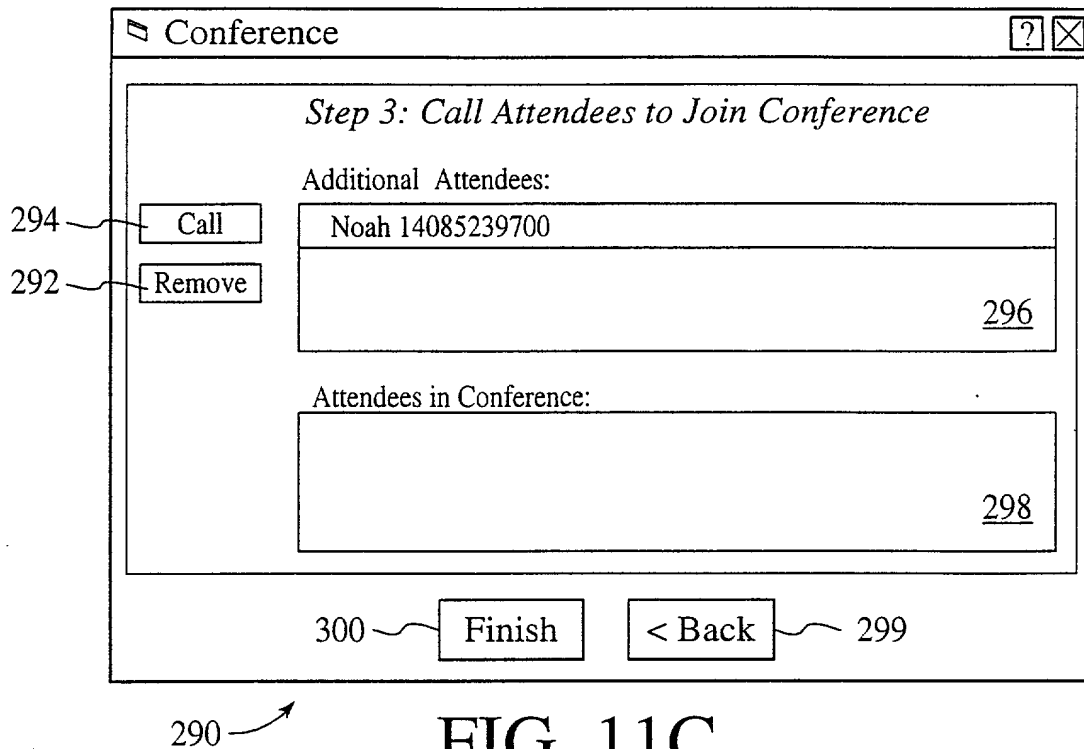 Conference
?
Step 3: Call Attendees to Join Conference
Additional Attendees:
294
Call
Noah 14085239700
292
Remove
296
Attendees in Conference:
298
300
Finish
< Back
299
290
FIG. 11C